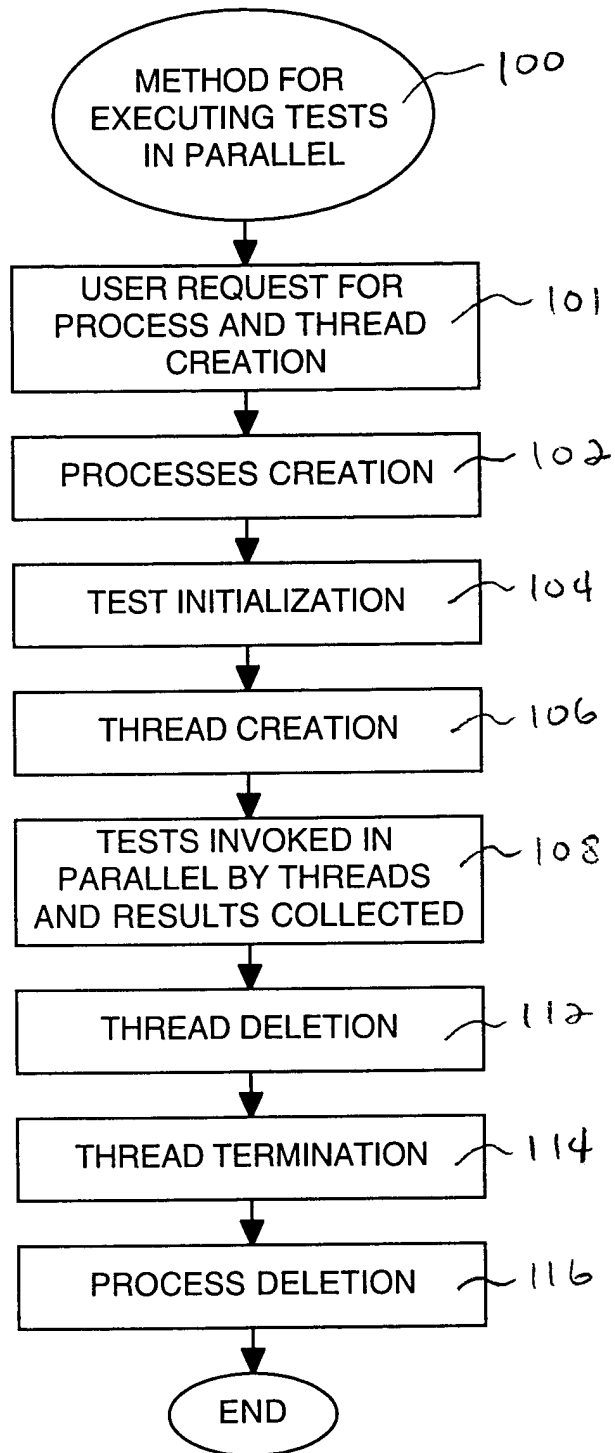 METHOD FOR
EXECUTING TESTS
IN PARALLEL
100
USER REQUEST FOR
PROCESS AND THREAD
CREATION
101
PROCESSES CREATION
102
TEST INITIALIZATION
104
THREAD CREATION
106
TESTS INVOKED IN
PARALLEL BY THREADS
AND RESULTS COLLECTED
108
THREAD DELETION
112
THREAD TERMINATION
114
PROCESS DELETION
116
END